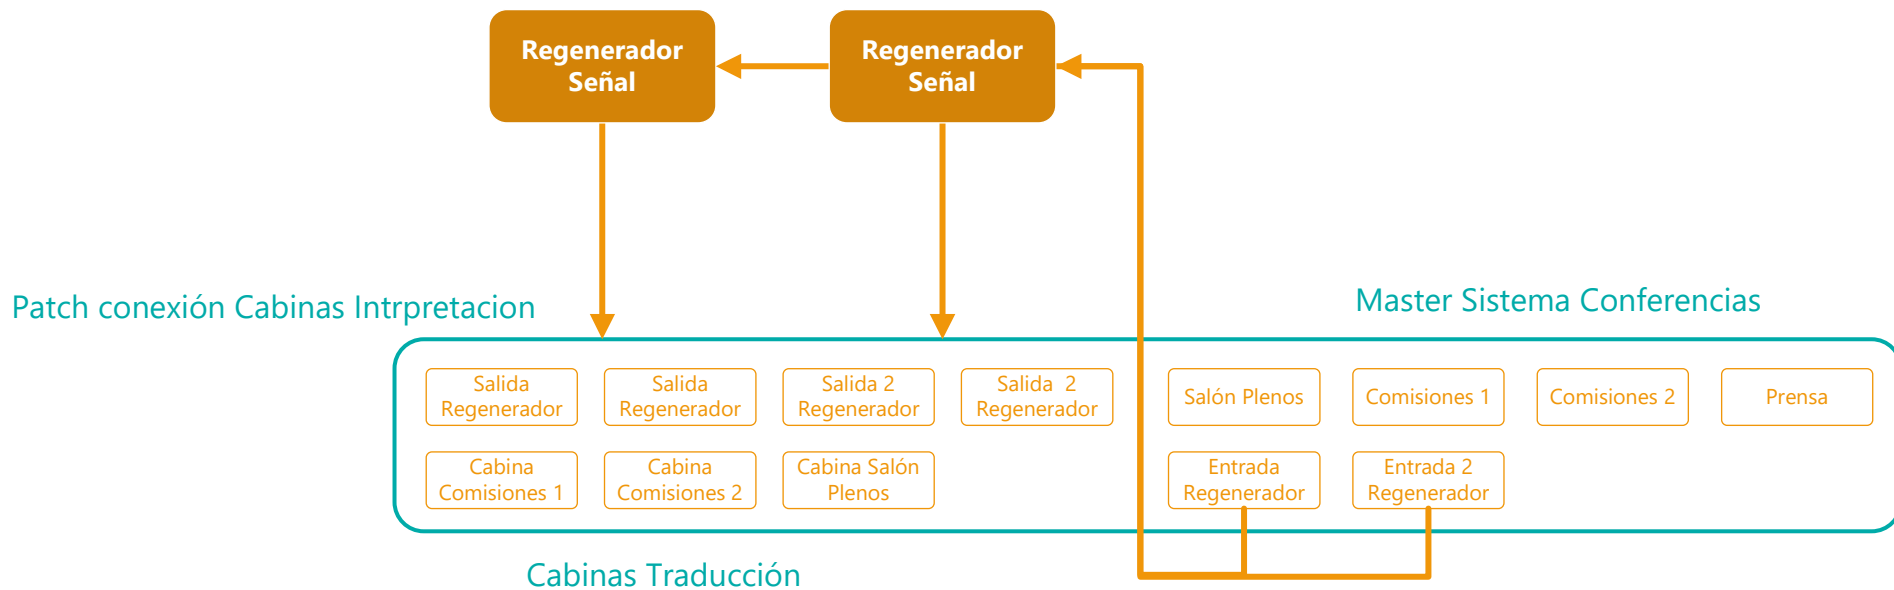 Regenerador
Señal
Regenerador
Señal
Patch conexión Cabinas Intrpretacion
Master Sistema Conferencias
Salida
Regenerador
Salida
Regenerador
Salida 2
Regenerador
Salida  2
Regenerador
Salón Plenos
Comisiones 1
Comisiones 2
Prensa
Cabina
Comisiones 1
Cabina
Comisiones 2
Cabina Salón
Plenos
Entrada
Regenerador
Entrada 2
Regenerador
Cabinas Traducción